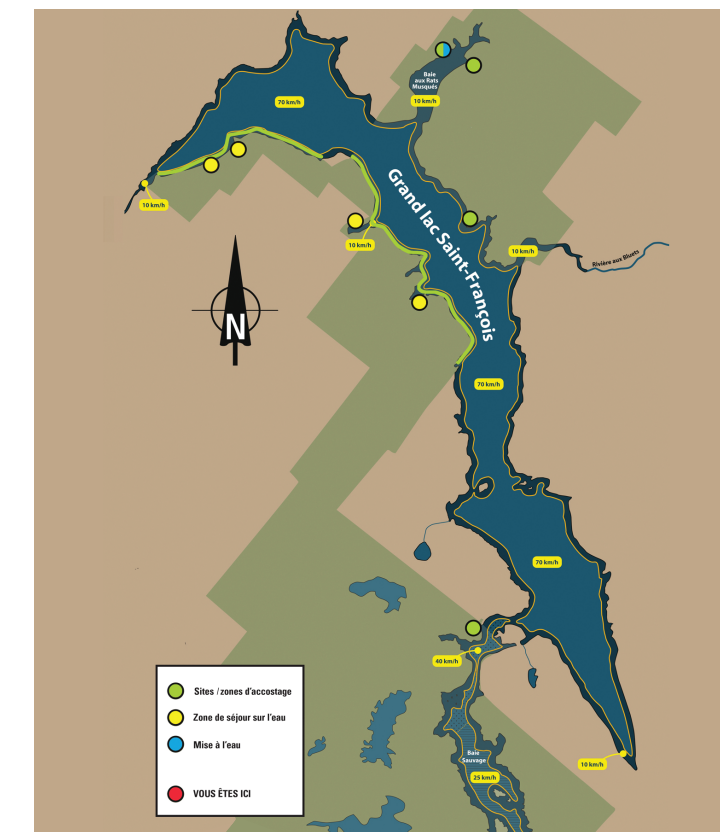 Baie
aux Rats
Musqués
10 km/h
70 km/h
10 km/h
Grand lac Saint-François
10 km/h
10 km/h
Rivière aux Bluets
N
70 km/h
70 km/h
40 km/h
Baie
Sauvage
25 km/h
10 km/h
Sites / zones d'accostage
Zone de séjour sur l'eau
Mise à l'eau
VOUS ÊTES ICI